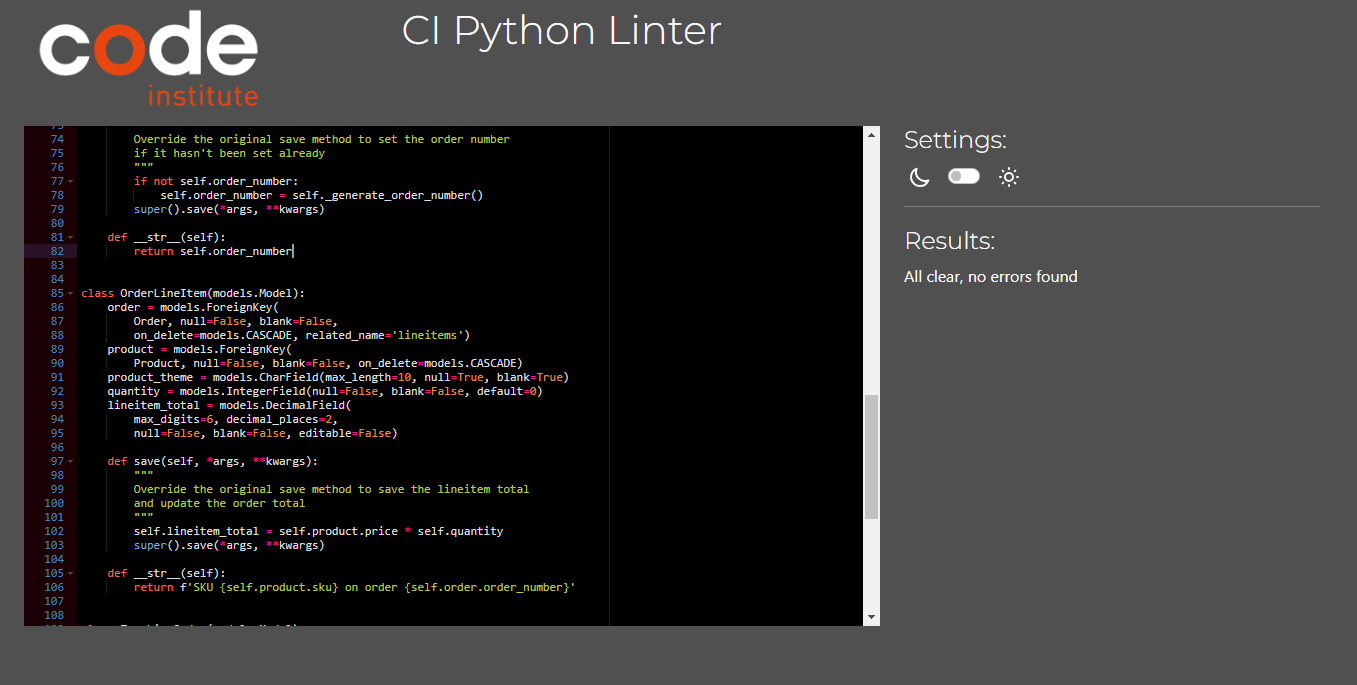 code
institute
CI Python Linter
74 Override the original save method to set the order number
75 if it hasn't been set already
76 """
77 if not self.order_number:
78 self.order_number = self._generate_order_number()
79 super().save(*args, **kwargs)
80
81 def __str__(self):
82 return self.order_number
83
84
85 class OrderLineItem(models.Model):
86 order = models.ForeignKey(
87 Order, null=False, blank=False,
88 on_delete=models.CASCADE, related_name='lineitems')
89 product = models.ForeignKey(
90 Product, null=False, blank=False, on_delete=models.CASCADE)
91 product_theme = models.CharField(max_length=10, null=True, blank=True)
92 quantity = models.IntegerField(null=False, blank=False, default=0)
93 lineitem_total = models.DecimalField(
94 max_digits=6, decimal_places=2,
95 null=False, blank=False, editable=False)
96
97 def save(self, *args, **kwargs):
98 """
99 Override the original save method to save the lineitem total
100 and update the order total
101 """
102 self.lineitem_total = self.product.price * self.quantity
103 super().save(*args, **kwargs)
104
105 def __str__(self):
106 return f'SKU {self.product.sku} on order {self.order.order_number}'
107
108
Settings:
Results:
All clear, no errors found